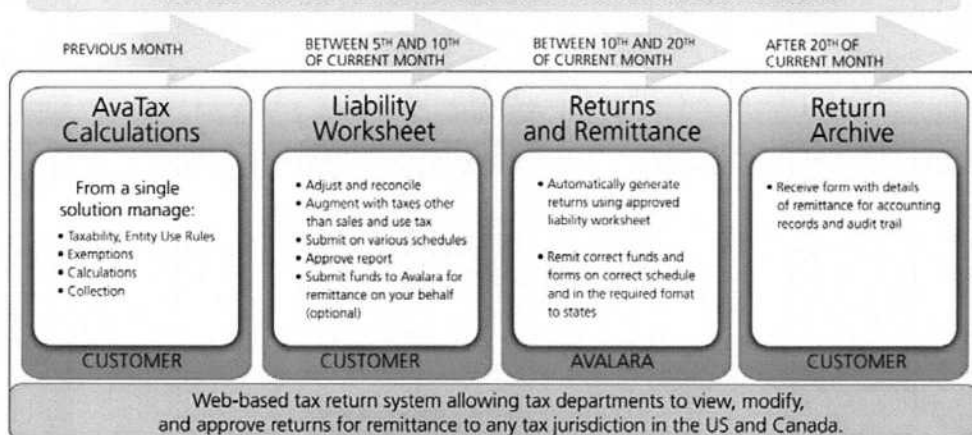 PREVIOUS MONTH
BETWEEN 5TH AND 10TH
OF CURRENT MONTH
BETWEEN 10TH AND 20TH
OF CURRENT MONTH
AFTER 20TH OF
CURRENT MONTH
AvaTax
Calculations
From a single
solution manage:
• Taxability, Entity Use Rules
• Exemptions
• Calculations
• Collection
CUSTOMER
Liability
Worksheet
• Adjust and reconcile
• Augment with taxes other
than sales and use tax
• Submit on various schedules
• Approve report
• Submit funds to Avalara for
remittance on your behalf
(optional)
CUSTOMER
Returns
and Remittance
• Automatically generate
returns using approved
liability worksheet
• Remit correct funds and
forms on correct schedule
and in the required fomat
to states
AVALARA
Return
Archive
• Receive form with details
of remittance for accounting
records and audit trail
CUSTOMER
Web-based tax return system allowing tax departments to view, modify,
and approve returns for remittance to any tax jurisdiction in the US and Canada.